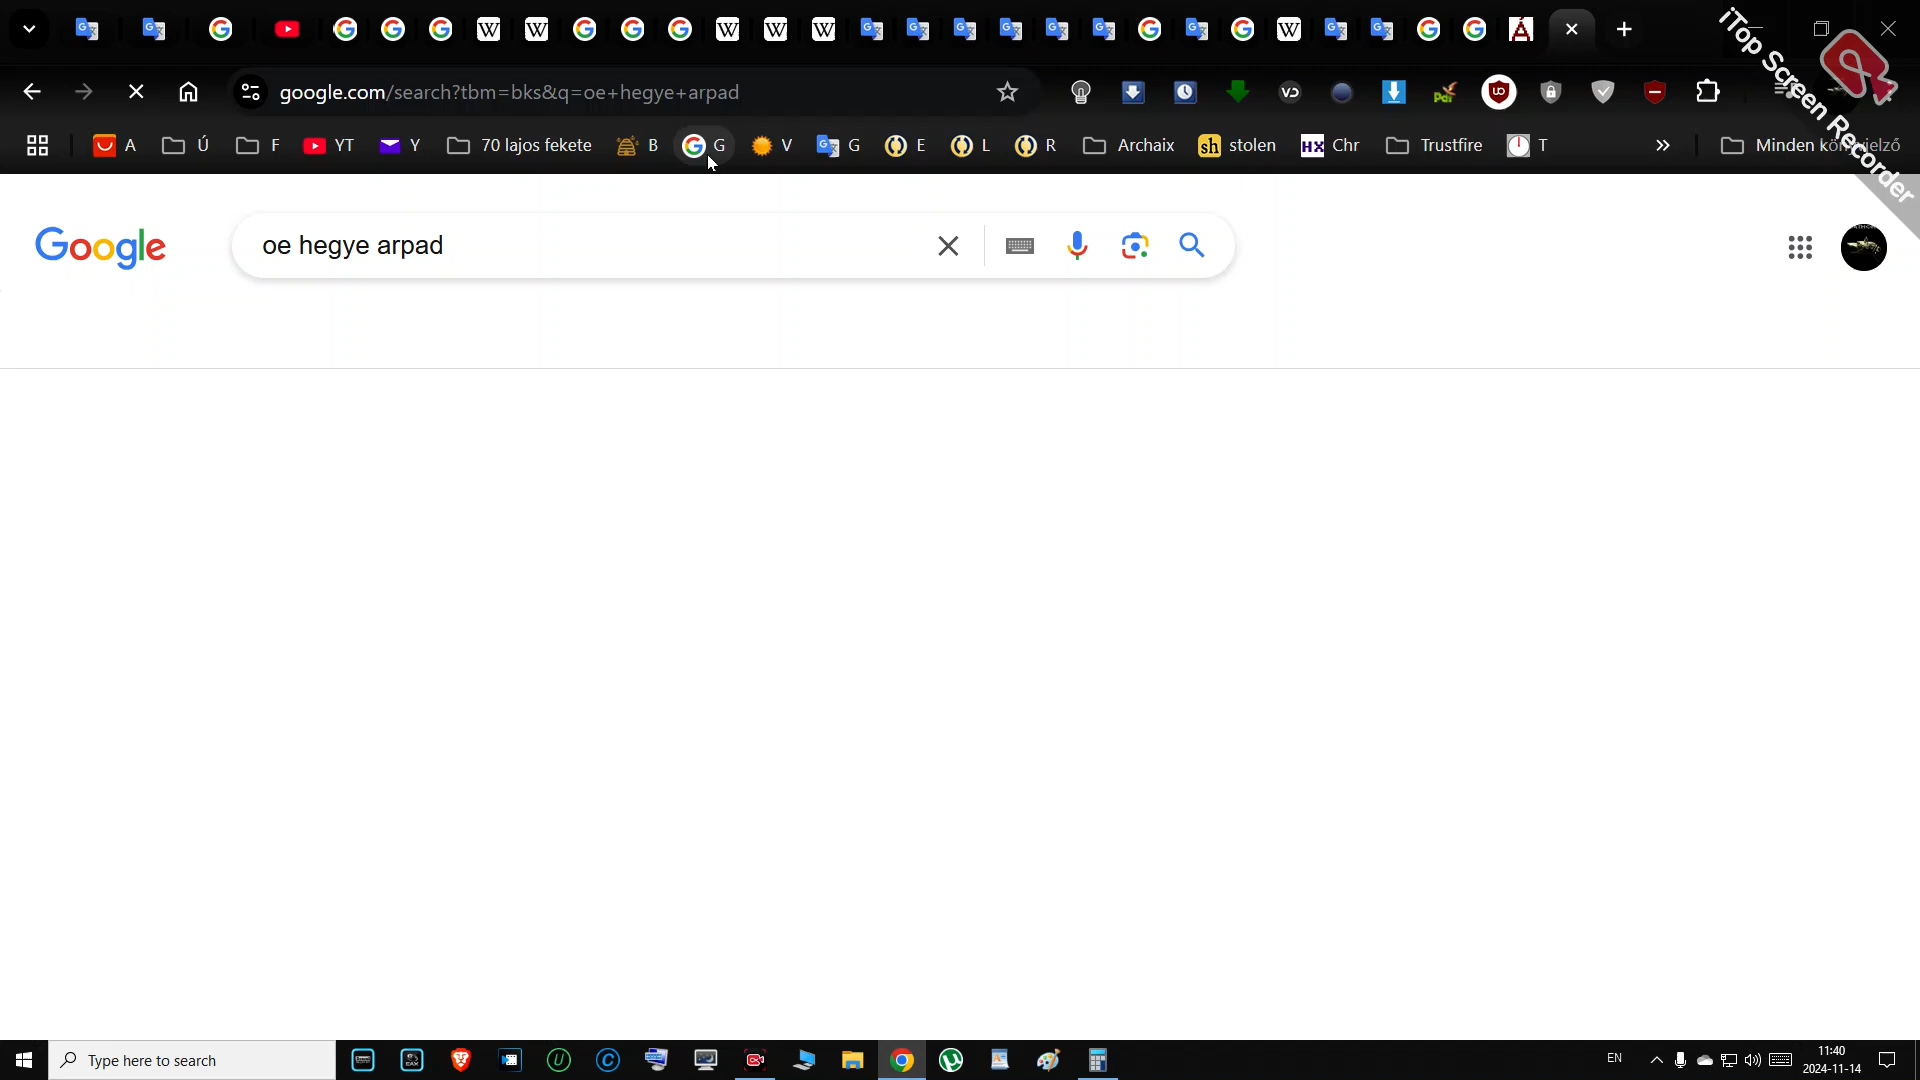 google.com/search?tbm=bks&q=oe+hegye+arpad
A Ú F YT Y 70 lajos fekete B G V G E L R Archaix stolen Chr Trustfire T » Minden
Google oe hegye arpad
iTop Screen Recorder
Type here to search
EN
11:40
2024-11-14